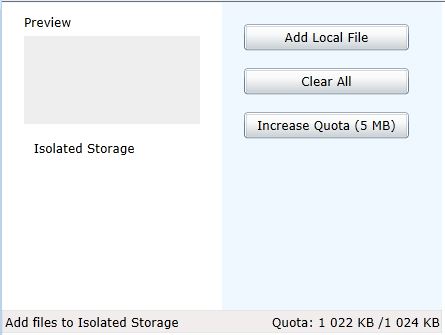 Preview
Isolated Storage
Add Local File
Clear All
Increase Quota (5 MB)
Add files to Isolated Storage
Quota: 1 022 KB /1 024 KB